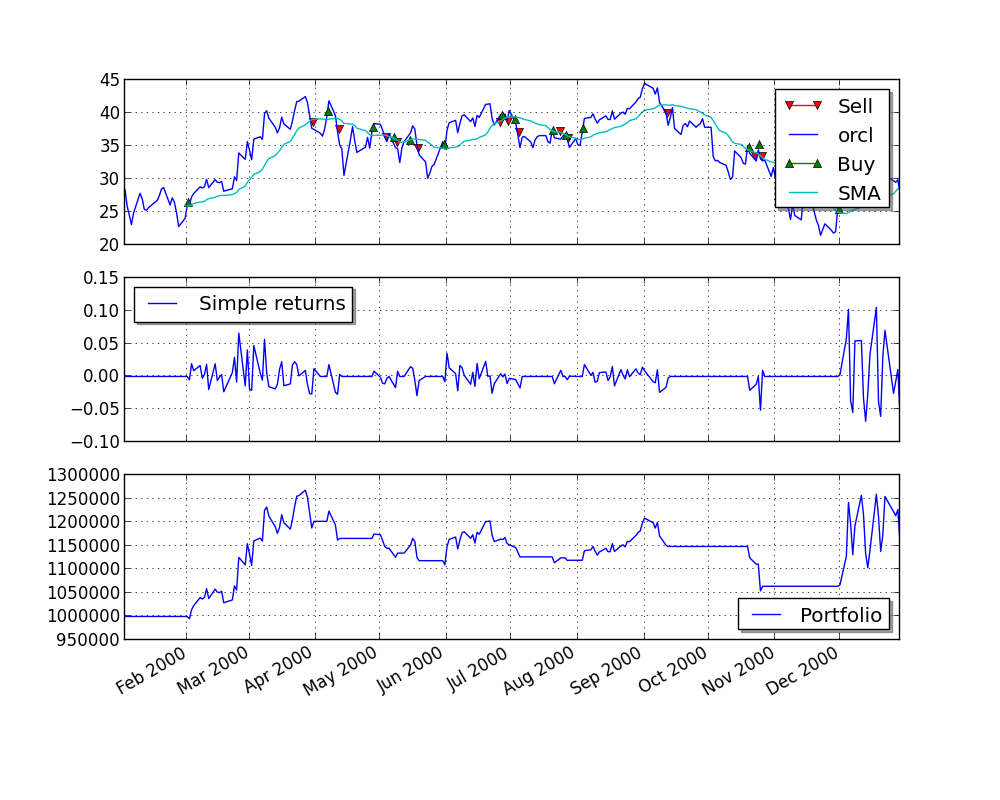 45
40
35
30
25
20
Sell
orcl
Buy
SMA
0.15
0.10
0.05
0.00
−0.05
−0.10
Simple returns
1300000
1250000
1200000
1150000
1100000
1050000
1000000
950000
Portfolio
Feb 2000
Mar 2000
Apr 2000
May 2000
Jun 2000
Jul 2000
Aug 2000
Sep 2000
Oct 2000
Nov 2000
Dec 2000